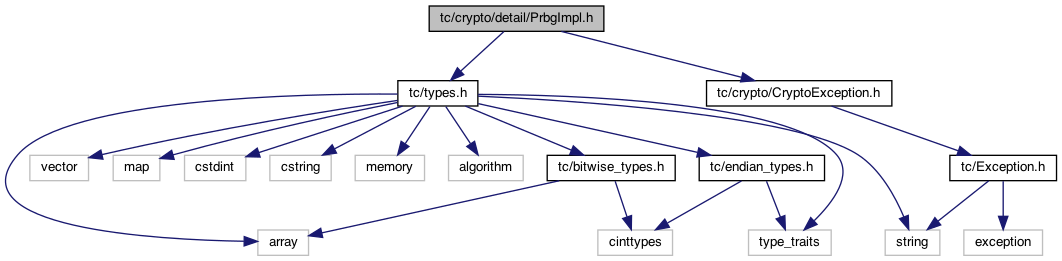 tc/crypto/detail/PrbgImpl.h
tc/types.h
tc/crypto/CryptoException.h
vector
map
cstdint
cstring
memory
algorithm
tc/bitwise_types.h
tc/endian_types.h
tc/Exception.h
array
cinttypes
type_traits
string
exception